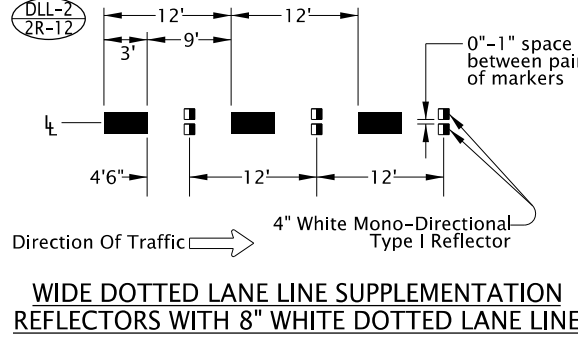 DLL-2
2R-12
12' 12'
3' 9'
0"-1" space
between pair
of markers
LL
4'6" 12' 12'
4" White Mono-Directional
Type I Reflector
Direction Of Traffic
WIDE DOTTED LANE LINE SUPPLEMENTATION
REFLECTORS WITH 8" WHITE DOTTED LANE LINE